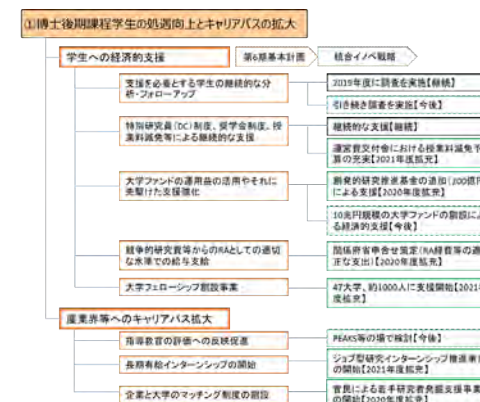 ①博士後期課程学生の処遇向上とキャリアパスの拡大
学生への経済的支援
第6期基本計画
統合イノベ戦略
支援を必要とする学生の継続的な分
析・フォローアップ
2019年度に調査を実施【継続】
引き続き調査を実施【今後】
特別研究員(DC)制度、奨学金制度、授
業料減免等による継続的な支援
継続的な支援【継続】
運営費交付金における授業料減免予
算の充実【2021年度拡充】
大学ファンドの運用益の活用やそれに
先駆けた支援強化
創発的研究推進基金の追加(200億円
による支援【2020年度拡充】
10兆円規模の大学ファンドの創設によ
る経済的支援【今後】
競争的研究費等からのRAとしての適切
な水準での給与支給
関係府省申合せ策定(RA経費等の適
正な支出)【2020年度拡充】
大学フェローシップ創設事業
47大学、約1000人に支援開始【2021年
度拡充】
産業界等へのキャリアパス拡大
指導教官の評価への反映促進
PEAKS等の場で検討【今後】
長期有給インターンシップの開始
ジョブ型研究インターンシップ推進
の開始【2021年度拡充】
企業と大学のマッチング制度の創設
官民による若手研究者発掘支援事業
の開始【2020年度拡充】